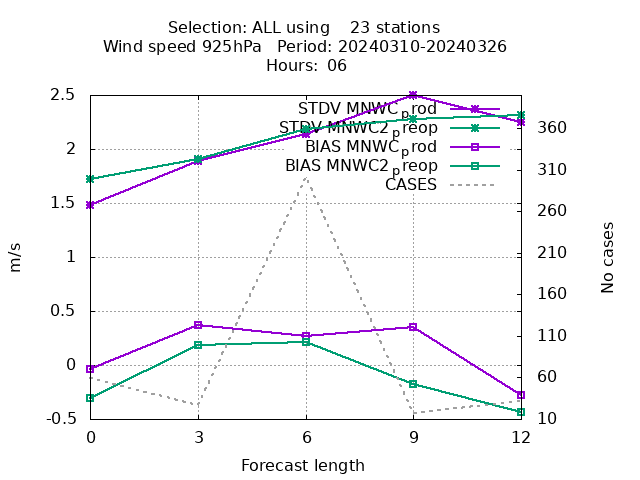 Selection: ALL using 23 stations
Wind speed 925hPa Period: 20240310-20240326
Hours: 06
STDV MNWC_prod
STDV MNWC2_preop
BIAS MNWC_prod
BIAS MNWC2_preop
CASES
2.5
2
1.5
1
0.5
0
-0.5
m/s
360
310
260
210
160
110
60
10
No cases
0 3 6 9 12
Forecast length